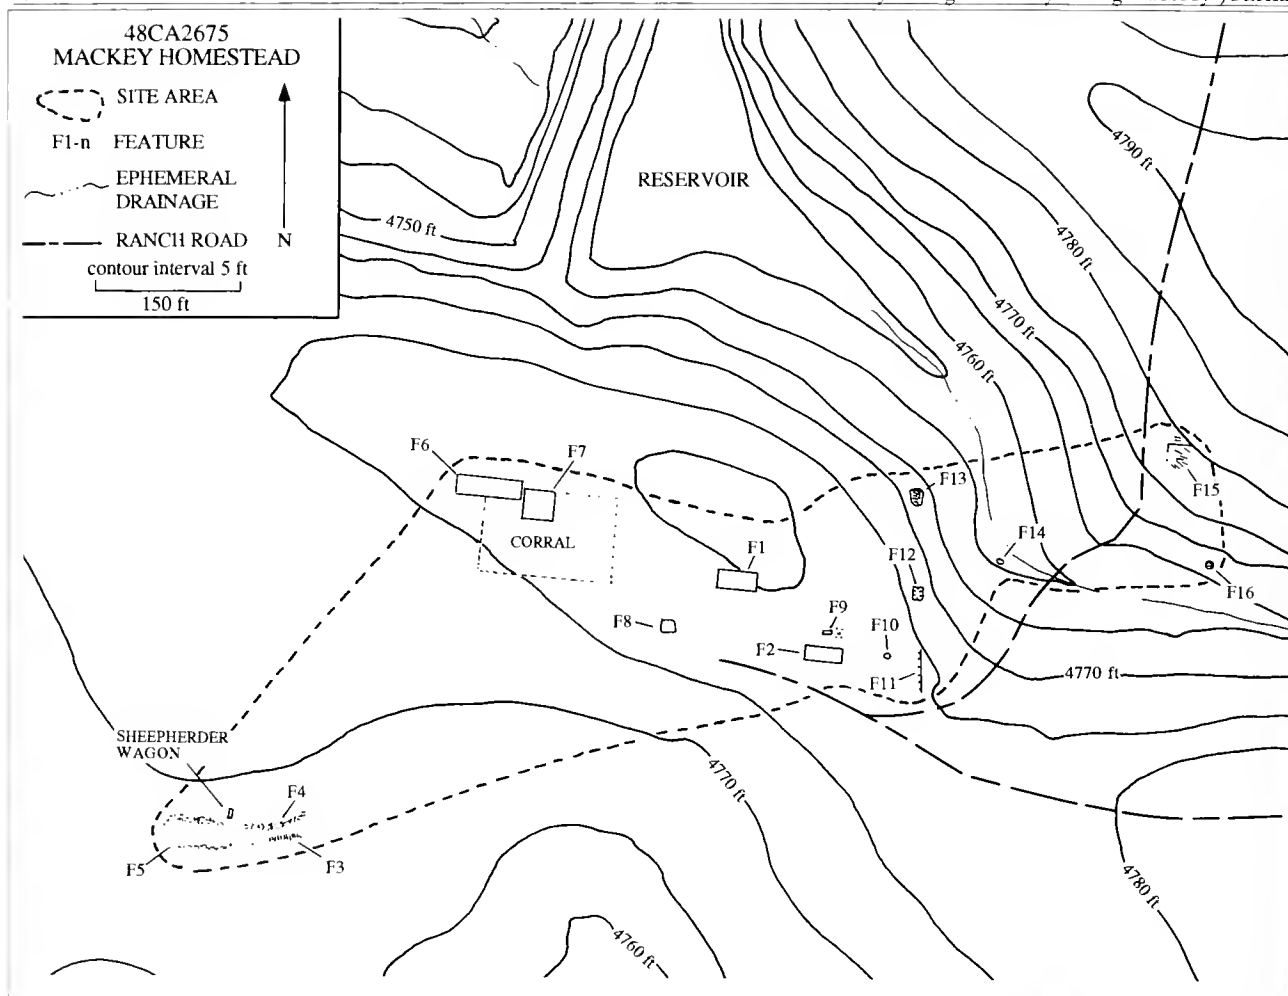 48CA2675
MACKEY HOMESTEAD
SITE AREA
F1-n FEATURE
EPHEMERAL
DRAINAGE
RANCH ROAD
N
contour interval 5 ft
150 ft
RESERVOIR
4750 ft
4790 ft
4780 ft
4770 ft
4760 ft
F6
F7
F13
F15
CORRAL
F1
F14
F12
F16
F8
F9
F10
F2
F11
4770 ft
SHEEPHERDER
WAGON
F4
4770 ft
F5
F3
4780 ft
4760 ft